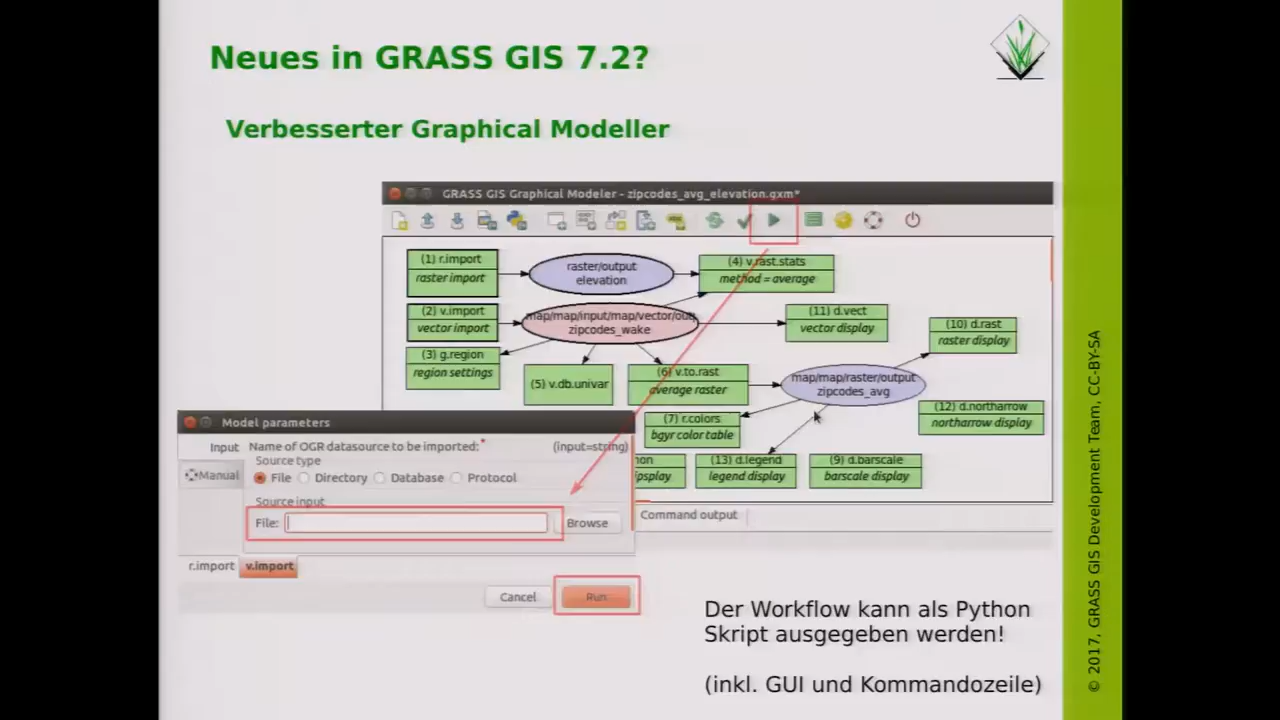 Neues in GRASS GIS 7.2?
Verbesserter Graphical Modeller
GRASS GIS Graphical Modeler - zipcodes_avg_elevation.gxm*
(1) r.import
raster import
raster/output
elevation
(4) v.rast.stats
method = average
(2) v.import
vector import
map/map/input/map/vector/out
zipcodes_wake
(11) d.vect
vector display
(10) d.rast
raster display
(3) g.region
region settings
(5) v.db.univar
(6) v.to.rast
average raster
map/map/raster/output
zipcodes_avg
(7) r.colors
bgyr color table
(12) d.northarrow
northarrow display
(13) d.legend
legend display
(9) d.barscale
barscale display
Command output
Model parameters
Input
Name of OGR datasource to be imported:*
(input=string)
Manual
Source type
File
Directory
Database
Protocol
Source input
File:
Browse
r.import
v.import
Cancel
Run
Der Workflow kann als Python
Skript ausgegeben werden!
(inkl. GUI und Kommandozeile)
© 2017, GRASS GIS Development Team, CC-BY-SA